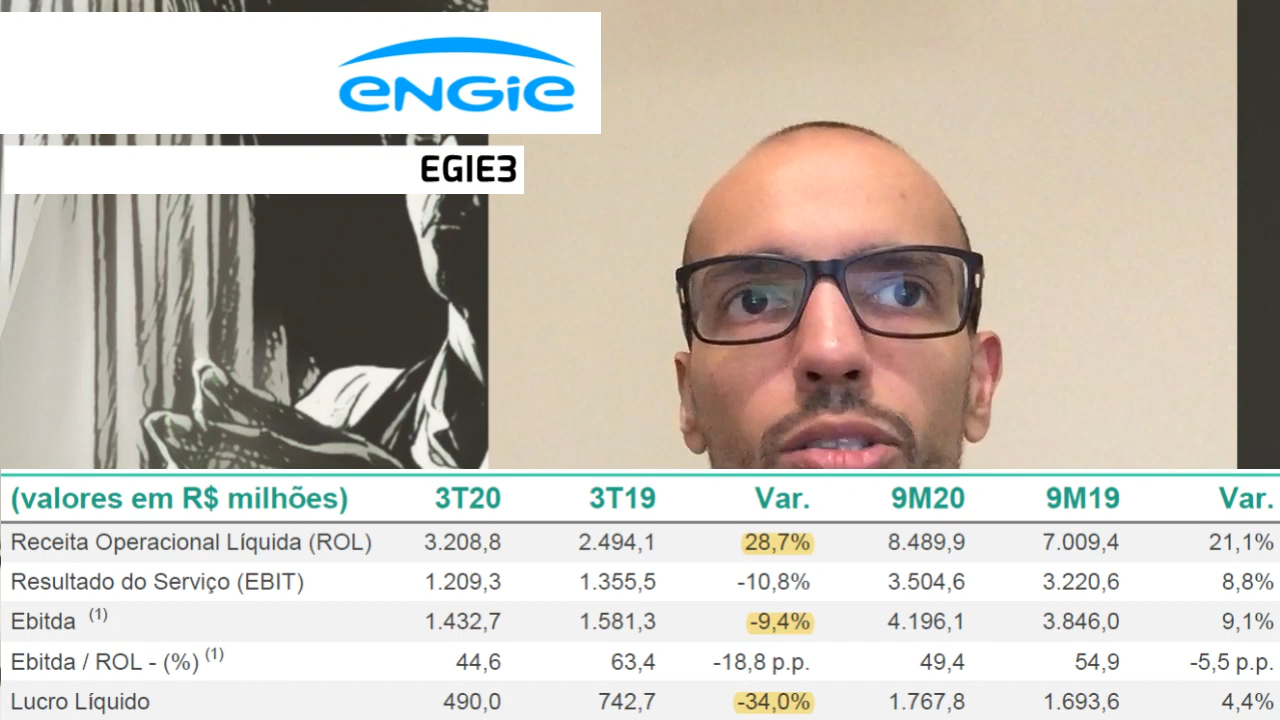 eNGie
EGIE3
(valores em R$ milhões) 3T20 3T19 Var. 9M20 9M19 Var.
Receita Operacional Líquida (ROL) 3.208,8 2.494,1 28,7% 8.489,9 7.009,4 21,1%
Resultado do Serviço (EBIT) 1.209,3 1.355,5 -10,8% 3.504,6 3.220,6 8,8%
Ebitda (1) 1.432,7 1.581,3 -9,4% 4.196,1 3.846,0 9,1%
Ebitda / ROL - (%) (1) 44,6 63,4 -18,8 p.p. 49,4 54,9 -5,5 p.p.
Lucro Líquido 490,0 742,7 -34,0% 1.767,8 1.693,6 4,4%